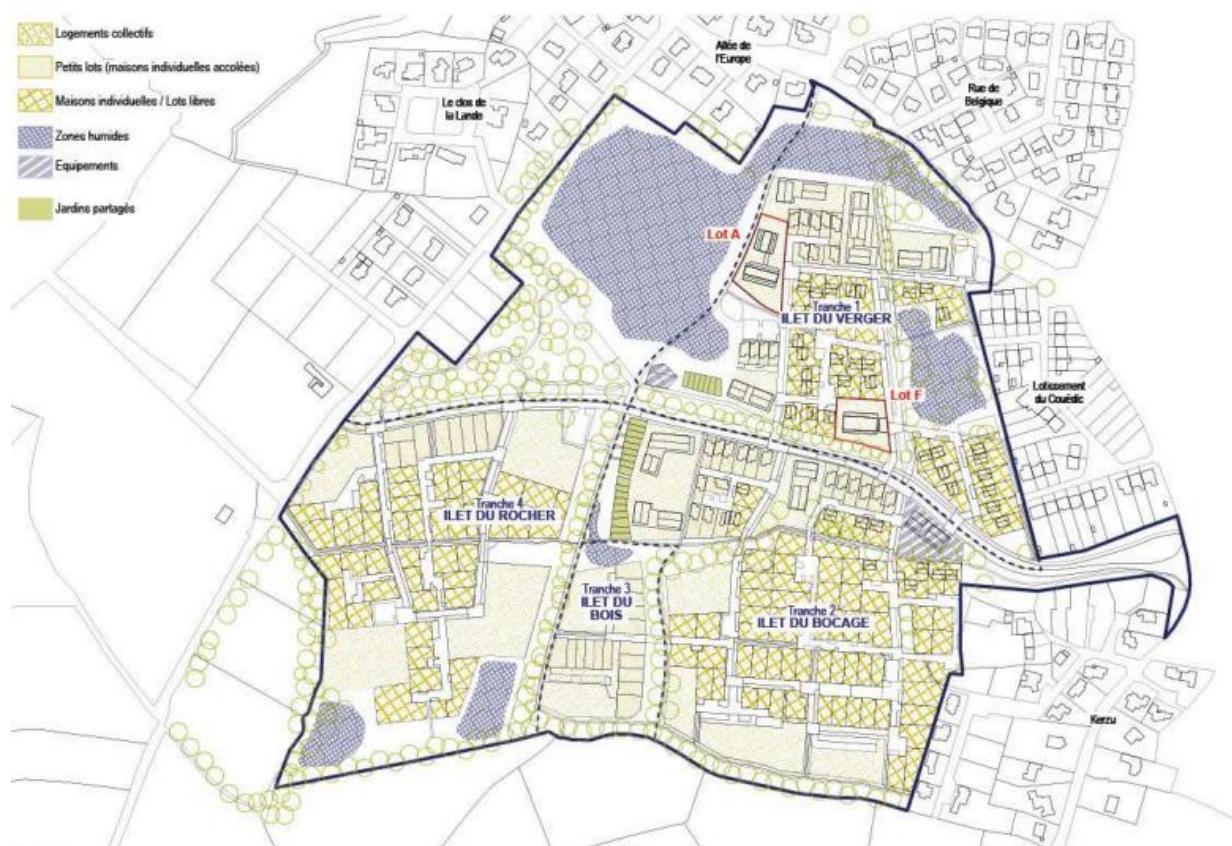 Logements collectifs
Petits lots (maisons individuelles accolées)
Maisons individuelles / Lots libres
Zones humides
Equipements
Jardins partagés
Allée de
l'Europe
Le clos de
la Lande
Rue de
Belgique
Lot A
Tranche 1
ILET DU VERGER
Lot F
Lotissement
du Couëdic
Tranche 4
ILET DU ROCHER
Tranche 3
ILET DU
BOIS
Tranche 2
ILET DU BOCAGE
Kerzu